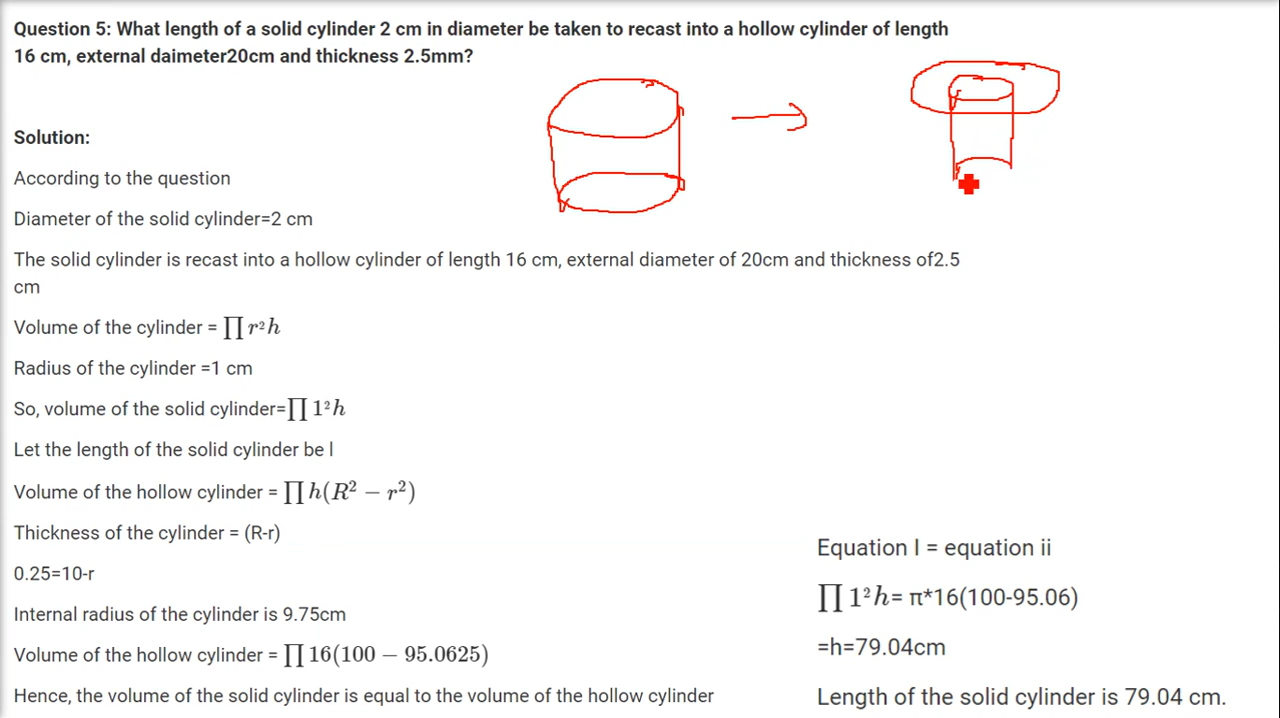 Question 5: What length of a solid cylinder 2 cm in diameter be taken to recast into a hollow cylinder of length
16 cm, external daimeter20cm and thickness 2.5mm?
Solution:
According to the question
Diameter of the solid cylinder=2 cm
The solid cylinder is recast into a hollow cylinder of length 16 cm, external diameter of 20cm and thickness of2.5
cm
Volume of the cylinder = ∏ r²h
Radius of the cylinder =1 cm
So, volume of the solid cylinder=∏ 1²h
Let the length of the solid cylinder be l
Volume of the hollow cylinder = ∏ h(R² − r²)
Thickness of the cylinder = (R-r)
0.25=10-r
Internal radius of the cylinder is 9.75cm
Volume of the hollow cylinder = ∏ 16(100 − 95.0625)
Hence, the volume of the solid cylinder is equal to the volume of the hollow cylinder
Equation I = equation ii
∏ 1²h= π*16(100-95.06)
=h=79.04cm
Length of the solid cylinder is 79.04 cm.